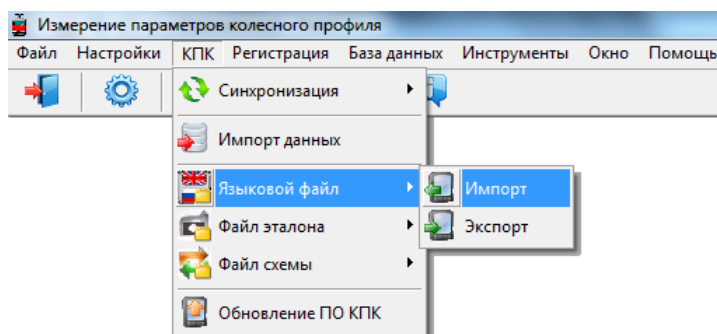 Измерение параметров колесного профиля
Файл Настройки КПК Регистрация База данных Инструменты Окно Помощь
Синхронизация
Импорт данных
Языковой файл
Импорт
Файл эталона
Экспорт
Файл схемы
Обновление ПО КПК